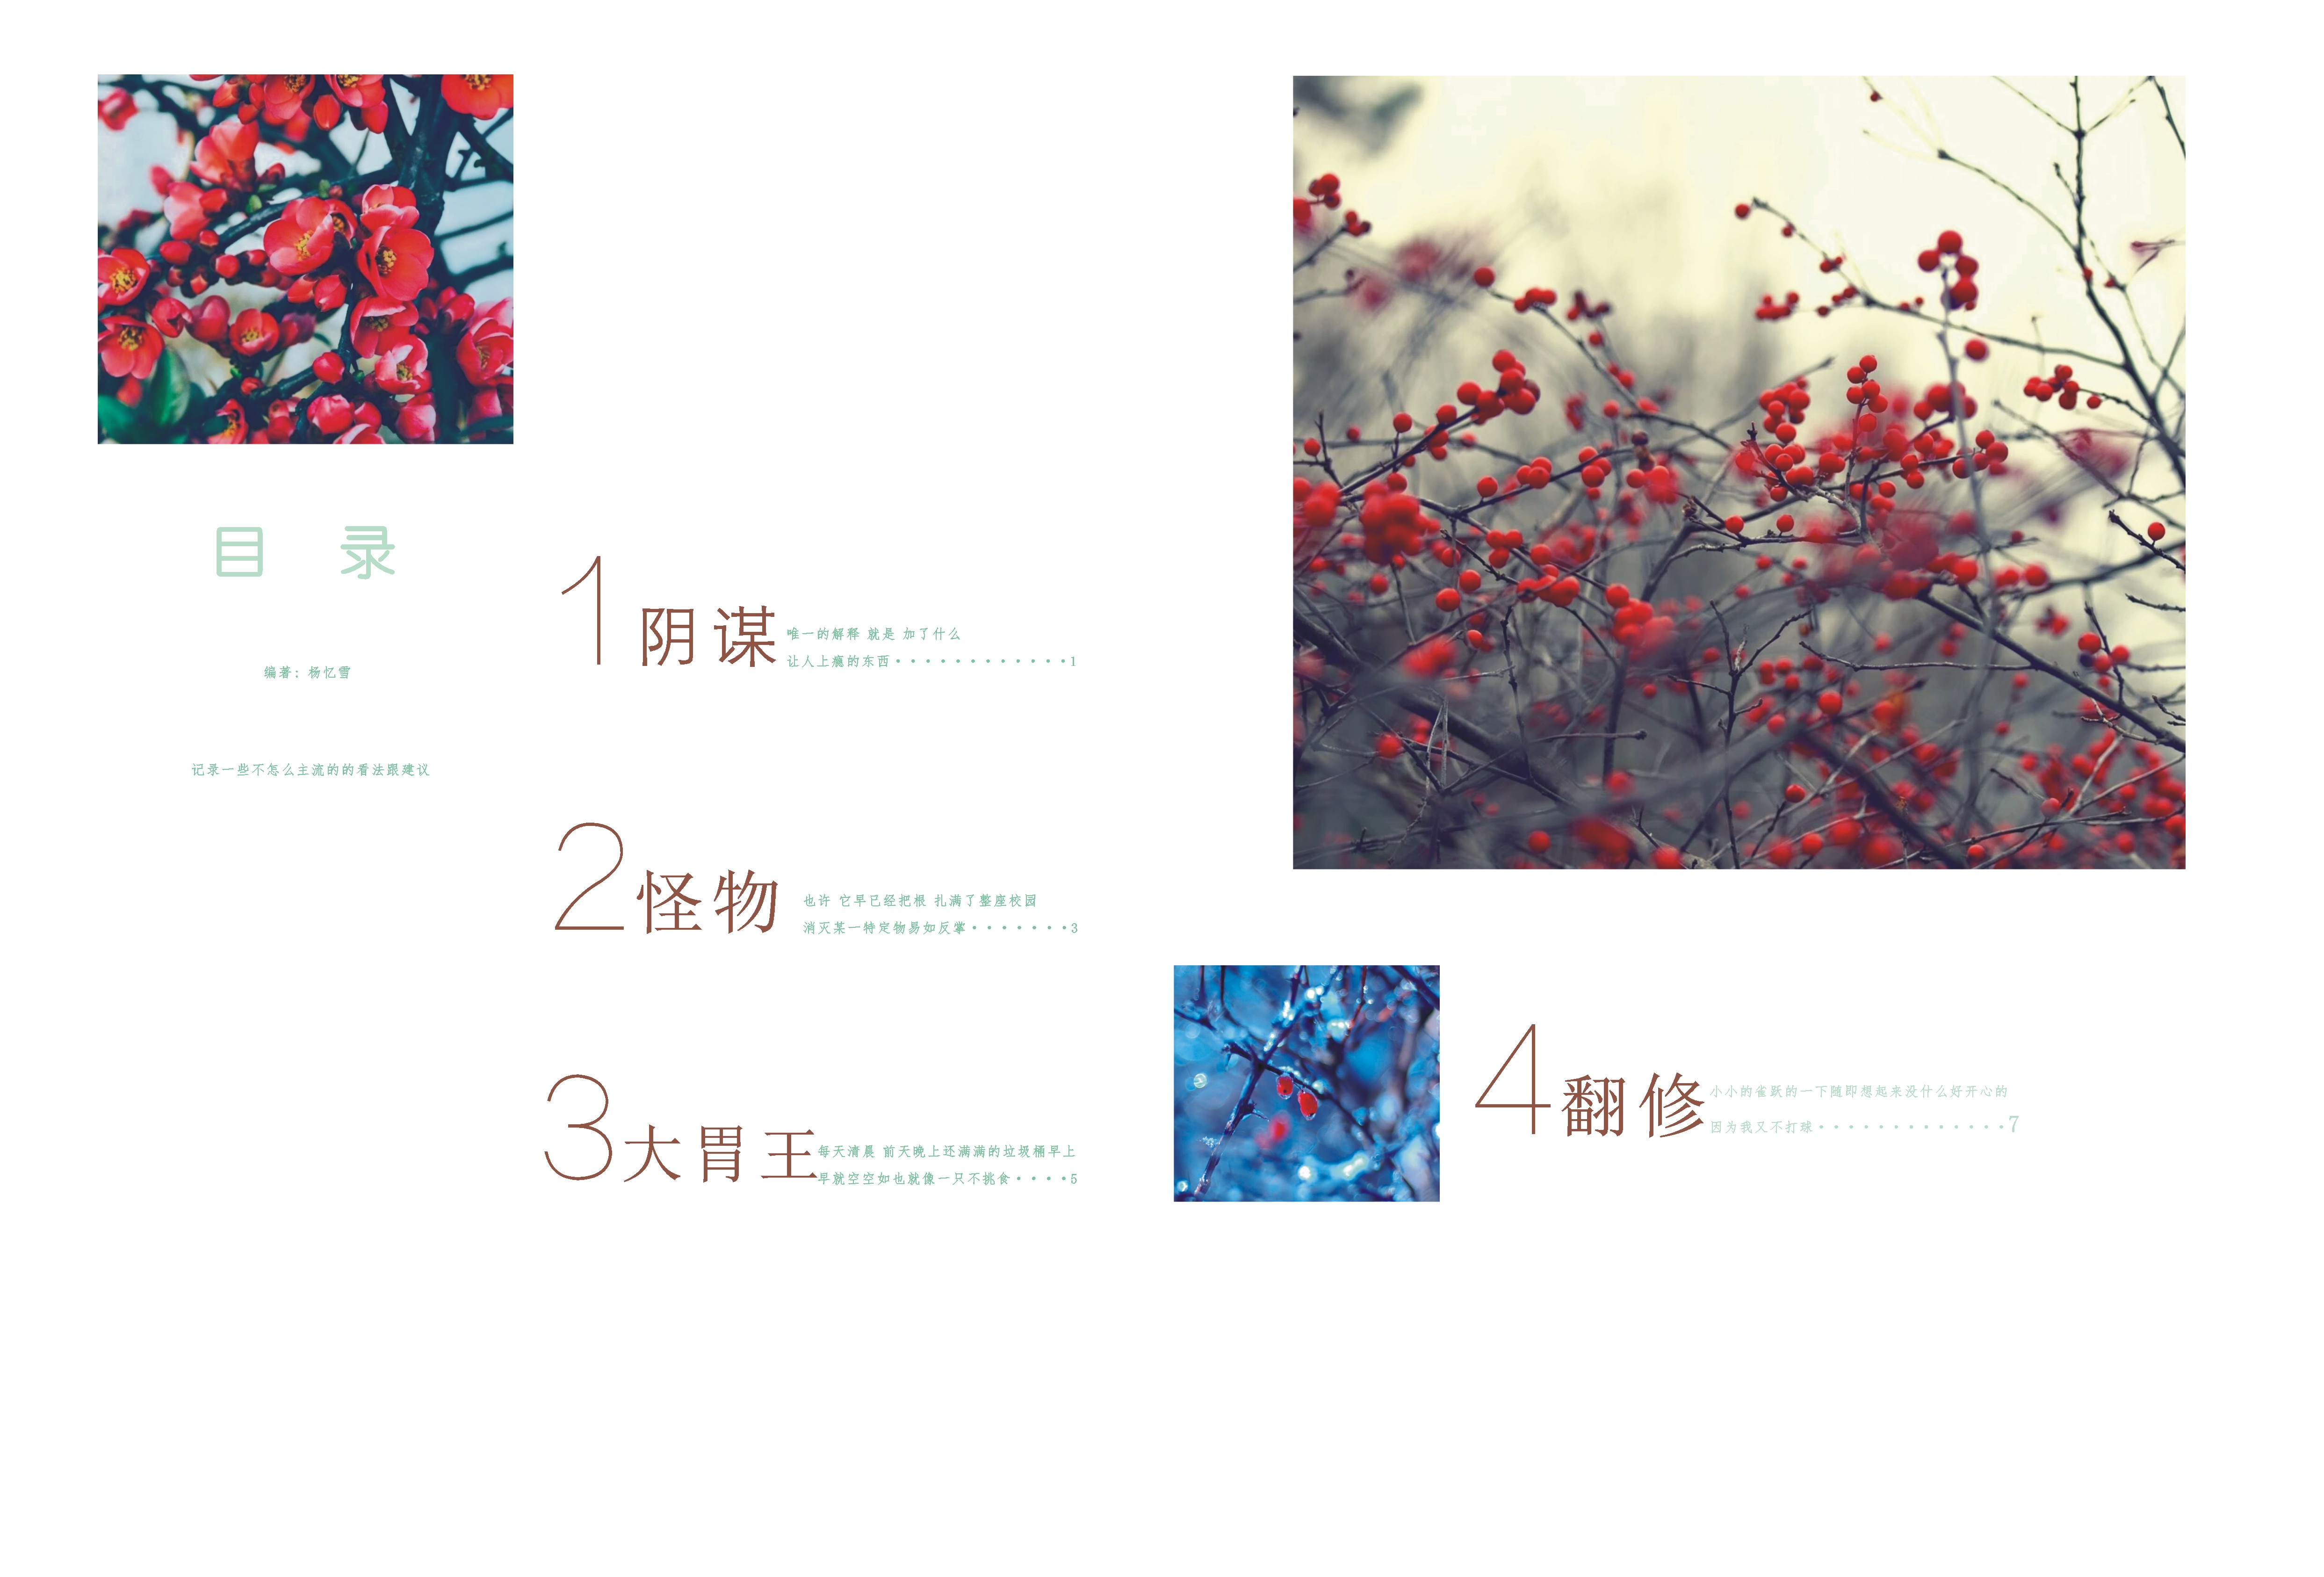 目 录
编著：杨忆雪
记录一些不怎么主流的的看法跟建议
1 阴谋
唯一的解释 就是 加了什么
让人上瘾的东西············1
2 怪物
也许 它早已经把根 扎满了整座校园
消灭某一特定物易如反掌·······3
3 大胃王
每天清晨 前天晚上还满满的垃圾桶早上
早就空空如也就像一只不挑食····5
4 翻修
小小的雀跃的一下随即想起来没什么好开心的
因为我又不打球·············7